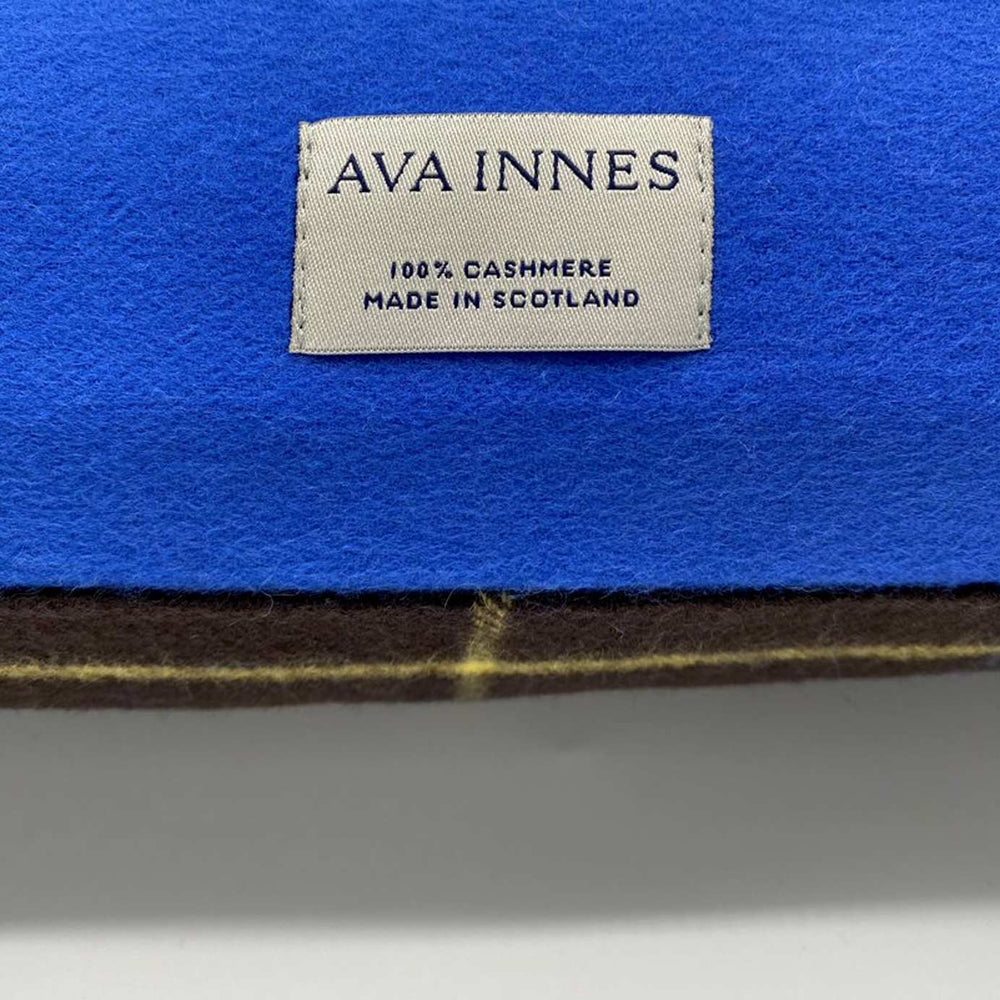 AVA INNES
100% CASHMERE
MADE IN SCOTLAND